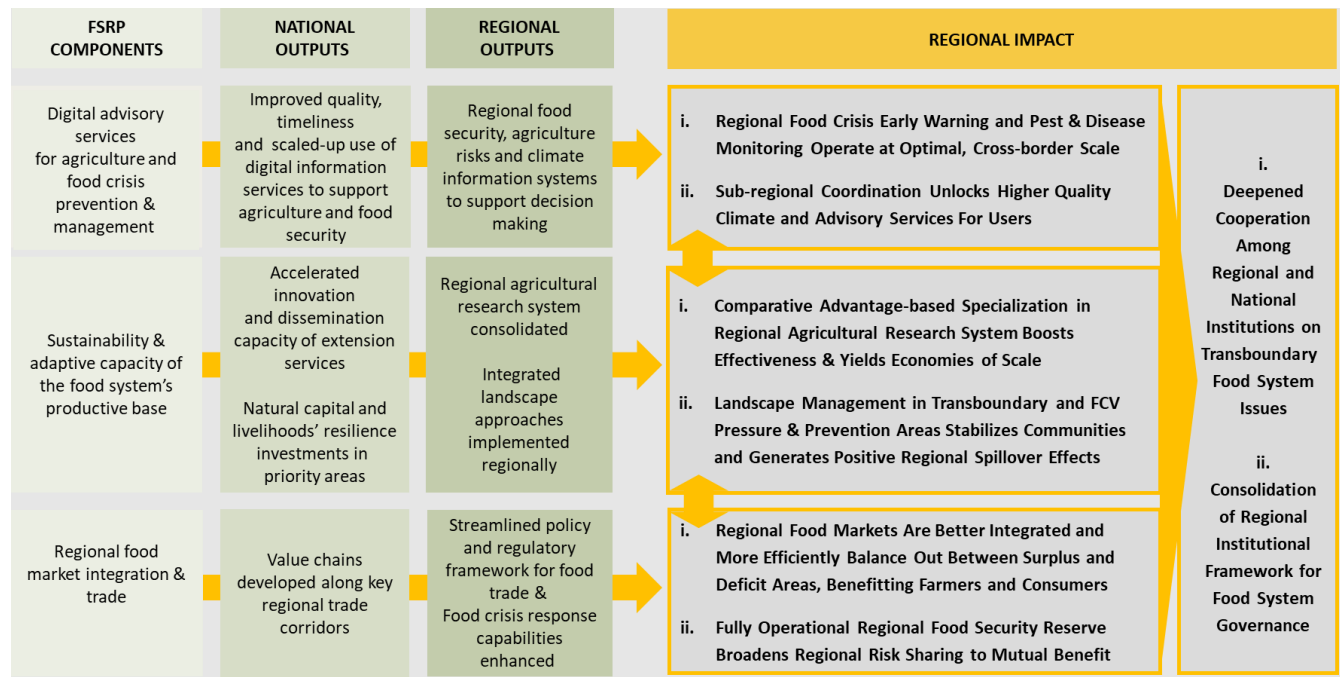 FSRP
COMPONENTS
NATIONAL
OUTPUTS
REGIONAL
OUTPUTS
REGIONAL IMPACT
Digital advisory
services
for agriculture and
food crisis
prevention &
management
Improved quality,
timeliness
and scaled-up use of
digital information
services to support
agriculture and food
security
Regional food
security, agriculture
risks and climate
information systems
to support decision
making
i. Regional Food Crisis Early Warning and Pest & Disease
Monitoring Operate at Optimal, Cross-border Scale
ii. Sub-regional Coordination Unlocks Higher Quality
Climate and Advisory Services For Users
Sustainability &
adaptive capacity of
the food system's
productive base
Accelerated
innovation
and dissemination
capacity of extension
services
Natural capital and
livelihoods' resilience
investments in
priority areas
Regional agricultural
research system
consolidated
Integrated
landscape
approaches
implemented
regionally
i. Comparative Advantage-based Specialization in
Regional Agricultural Research System Boosts
Effectiveness & Yields Economies of Scale
ii. Landscape Management in Transboundary and FCV
Pressure & Prevention Areas Stabilizes Communities
and Generates Positive Regional Spillover Effects
Regional food
market integration &
trade
Value chains
developed along key
regional trade
corridors
Streamlined policy
and regulatory
framework for food
trade &
Food crisis response
capabilities
enhanced
i. Regional Food Markets Are Better Integrated and
More Efficiently Balance Out Between Surplus and
Deficit Areas, Benefitting Farmers and Consumers
ii. Fully Operational Regional Food Security Reserve
Broadens Regional Risk Sharing to Mutual Benefit
i.
Deepened
Cooperation
Among
Regional and
National
Institutions on
Transboundary
Food System
Issues
ii.
Consolidation
of Regional
Institutional
Framework for
Food System
Governance